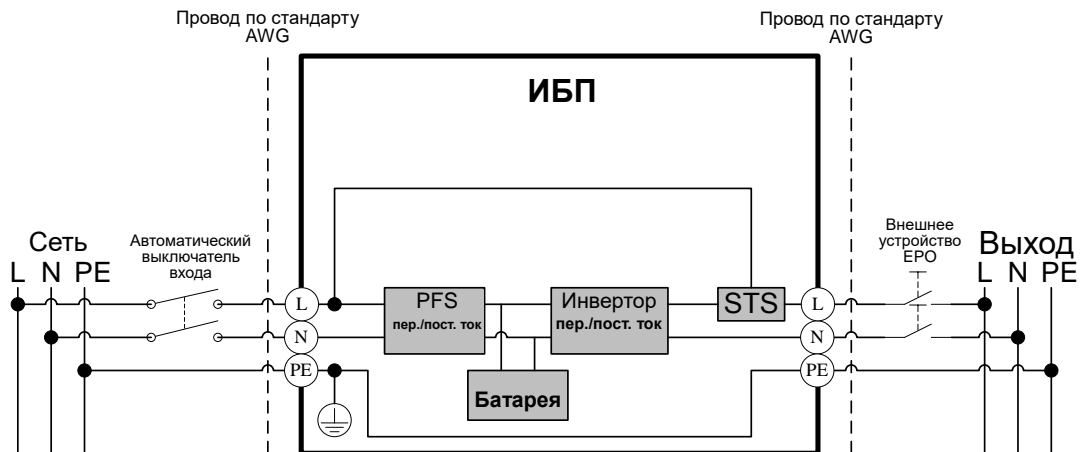 Провод по стандарту
AWG
Провод по стандарту
AWG
ИБП
Сеть
L N PE
Автоматический
выключатель
входа
L
N
PE
PFS
пер./пост. ток
Инвертор
пер./пост. ток
STS
Батарея
L
N
PE
Внешнее
устройство
EPO
Выход
L N PE